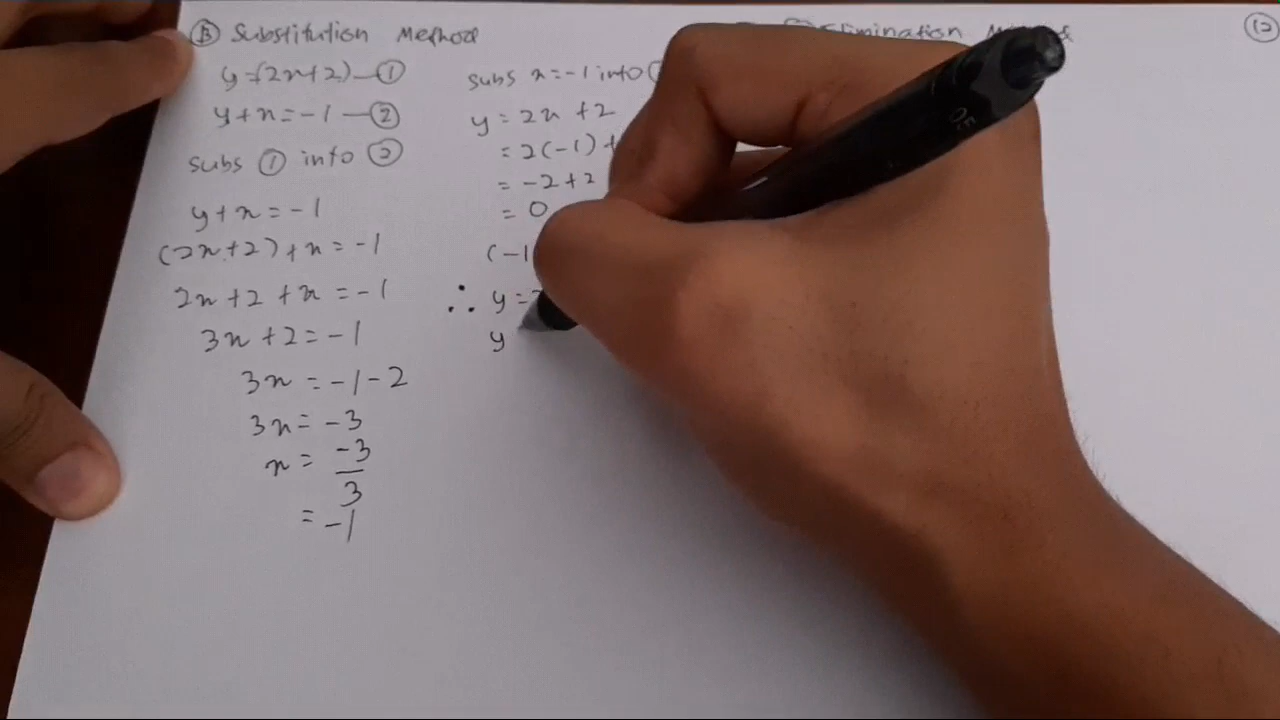 Ⓑ Substitution Method
y=(2x+2)—①
y+x=-1—②
subs ① into ②
y+x=-1
(2x+2)+x=-1
2x+2+x=-1
3x+2=-1
3x=-1-2
3x=-3
x=-3/3
=-1
subs x=-1 into
y=2x+2
=2(-1)+
=-2+2
=0
(-1
∴ y=
y
Elimination
⑫